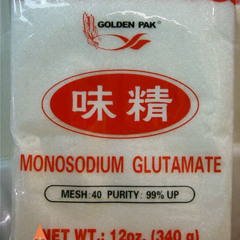 GOLDEN PAK®
味精
MONOSODIUM GLUTAMATE
MESH:40 PURITY: 99% UP
NET WT.: 12oz. (340 g)